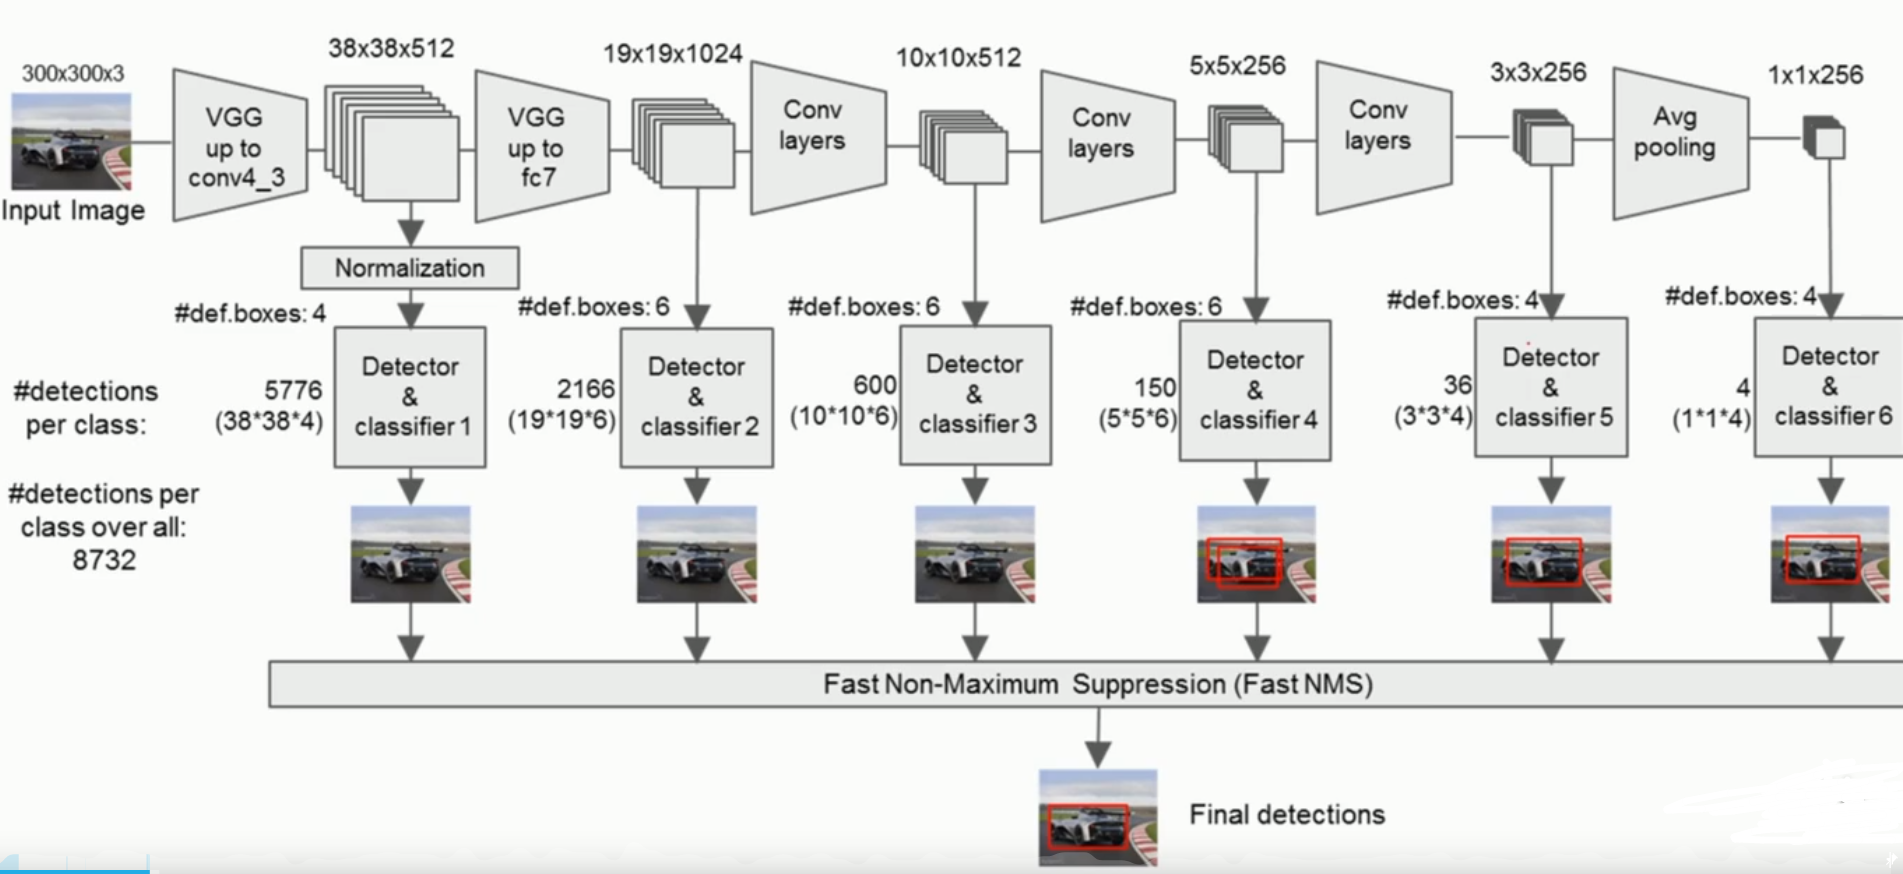 300x300x3
38x38x512
19x19x1024
10x10x512
5x5x256
3x3x256
1x1x256
VGG
up to
conv4_3
VGG
up to
fc7
Conv
layers
Conv
layers
Conv
layers
Avg
pooling
Input Image
Normalization
#def.boxes: 4
#def.boxes: 6
#def.boxes: 6
#def.boxes: 6
#def.boxes: 4
#def.boxes: 4
#detections
per class:
5776
(38*38*4)
Detector
&
classifier 1
2166
(19*19*6)
Detector
&
classifier 2
600
(10*10*6)
Detector
&
classifier 3
150
(5*5*6)
Detector
&
classifier 4
36
(3*3*4)
Detector
&
classifier 5
4
(1*1*4)
Detector
&
classifier 6
#detections per
class over all:
8732
Fast Non-Maximum Suppression (Fast NMS)
Final detections